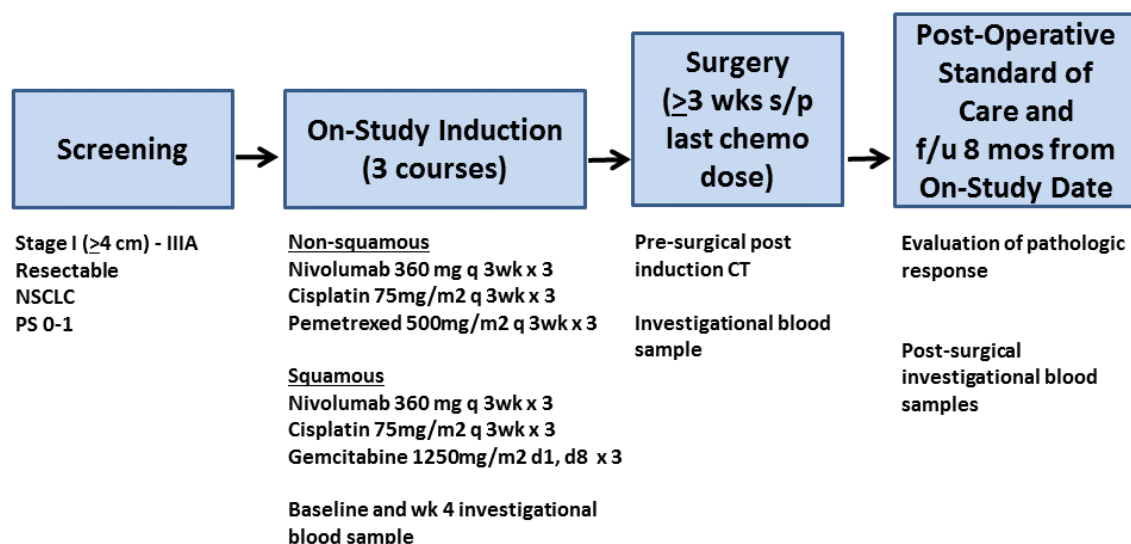 Screening
On-Study Induction
(3 courses)
Surgery
(≥3 wks s/p
last chemo
dose)
Post-Operative
Standard of
Care and
f/u 8 mos from
On-Study Date
Stage I (≥4 cm) - IIIA
Resectable
NSCLC
PS 0-1
Non-squamous
Nivolumab 360 mg q 3wk x 3
Cisplatin 75mg/m2 q 3wk x 3
Pemetrexed 500mg/m2 q 3wk x 3
Squamous
Nivolumab 360 mg q 3wk x 3
Cisplatin 75mg/m2 q 3wk x 3
Gemcitabine 1250mg/m2 d1, d8  x 3
Baseline and wk 4 investigational
blood sample
Pre-surgical post
induction CT
Investigational blood
sample
Evaluation of pathologic
response
Post-surgical
investigational blood
samples